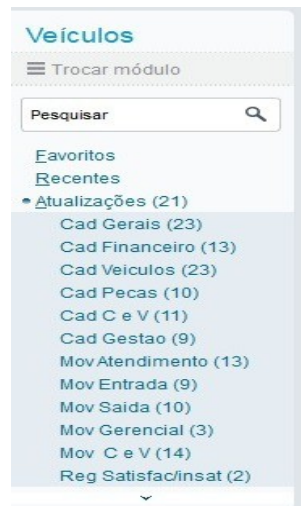 Veículos
Trocar módulo
Pesquisar
Favoritos
Recentes
Atualizações (21)
Cad Gerais (23)
Cad Financeiro (13)
Cad Veiculos (23)
Cad Pecas (10)
Cad C e V (11)
Cad Gestao (9)
Mov Atendimento (13)
Mov Entrada (9)
Mov Saida (10)
Mov Gerencial (3)
Mov C e V (14)
Reg Satisfac/insat (2)